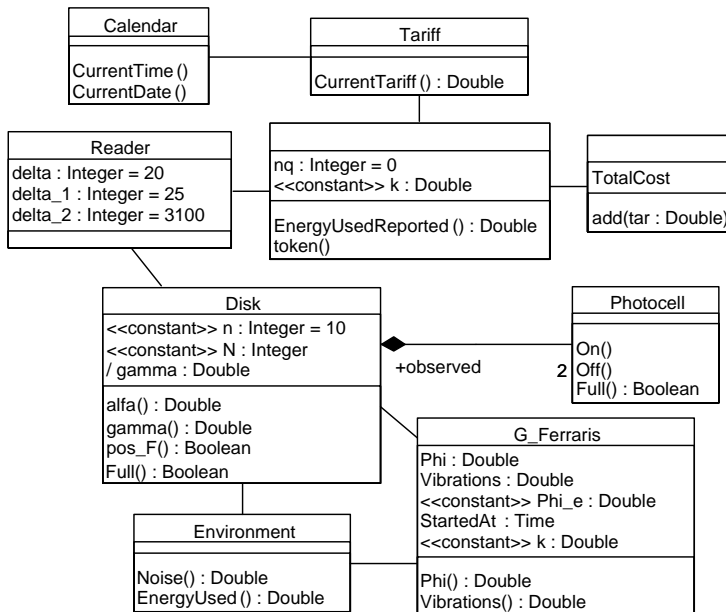 Calendar
CurrentTime ()
CurrentDate ()
Tariff
CurrentTariff () : Double
Reader
delta : Integer = 20
delta_1 : Integer = 25
delta_2 : Integer = 3100
nq : Integer = 0
<<constant>> k : Double
EnergyUsedReported () : Double
token()
TotalCost
add(tar : Double)
Disk
<<constant>> n : Integer = 10
<<constant>> N : Integer
/ gamma : Double
alfa() : Double
gamma() : Double
pos_F() : Boolean
Full() : Boolean
+observed
2
Photocell
On()
Off()
Full() : Boolean
G_Ferraris
Phi : Double
Vibrations : Double
<<constant>> Phi_e : Double
StartedAt : Time
<<constant>> k : Double
Phi() : Double
Vibrations() : Double
Environment
Noise() : Double
EnergyUsed () : Double